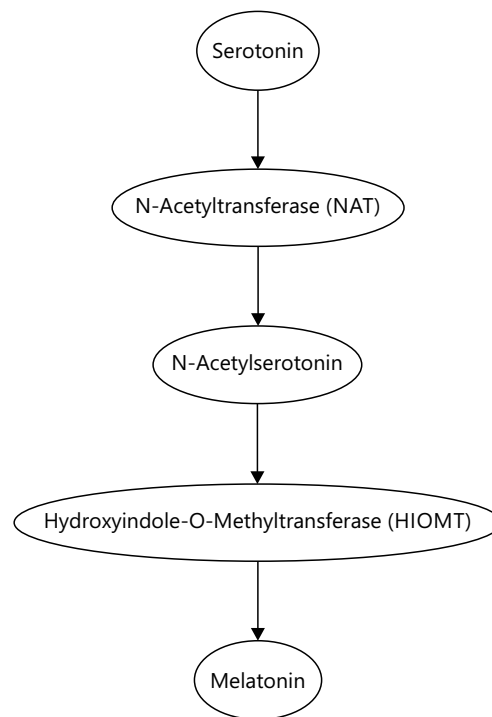 Serotonin
N-Acetyltransferase (NAT)
N-Acetylserotonin
Hydroxyindole-O-Methyltransferase (HIOMT)
Melatonin